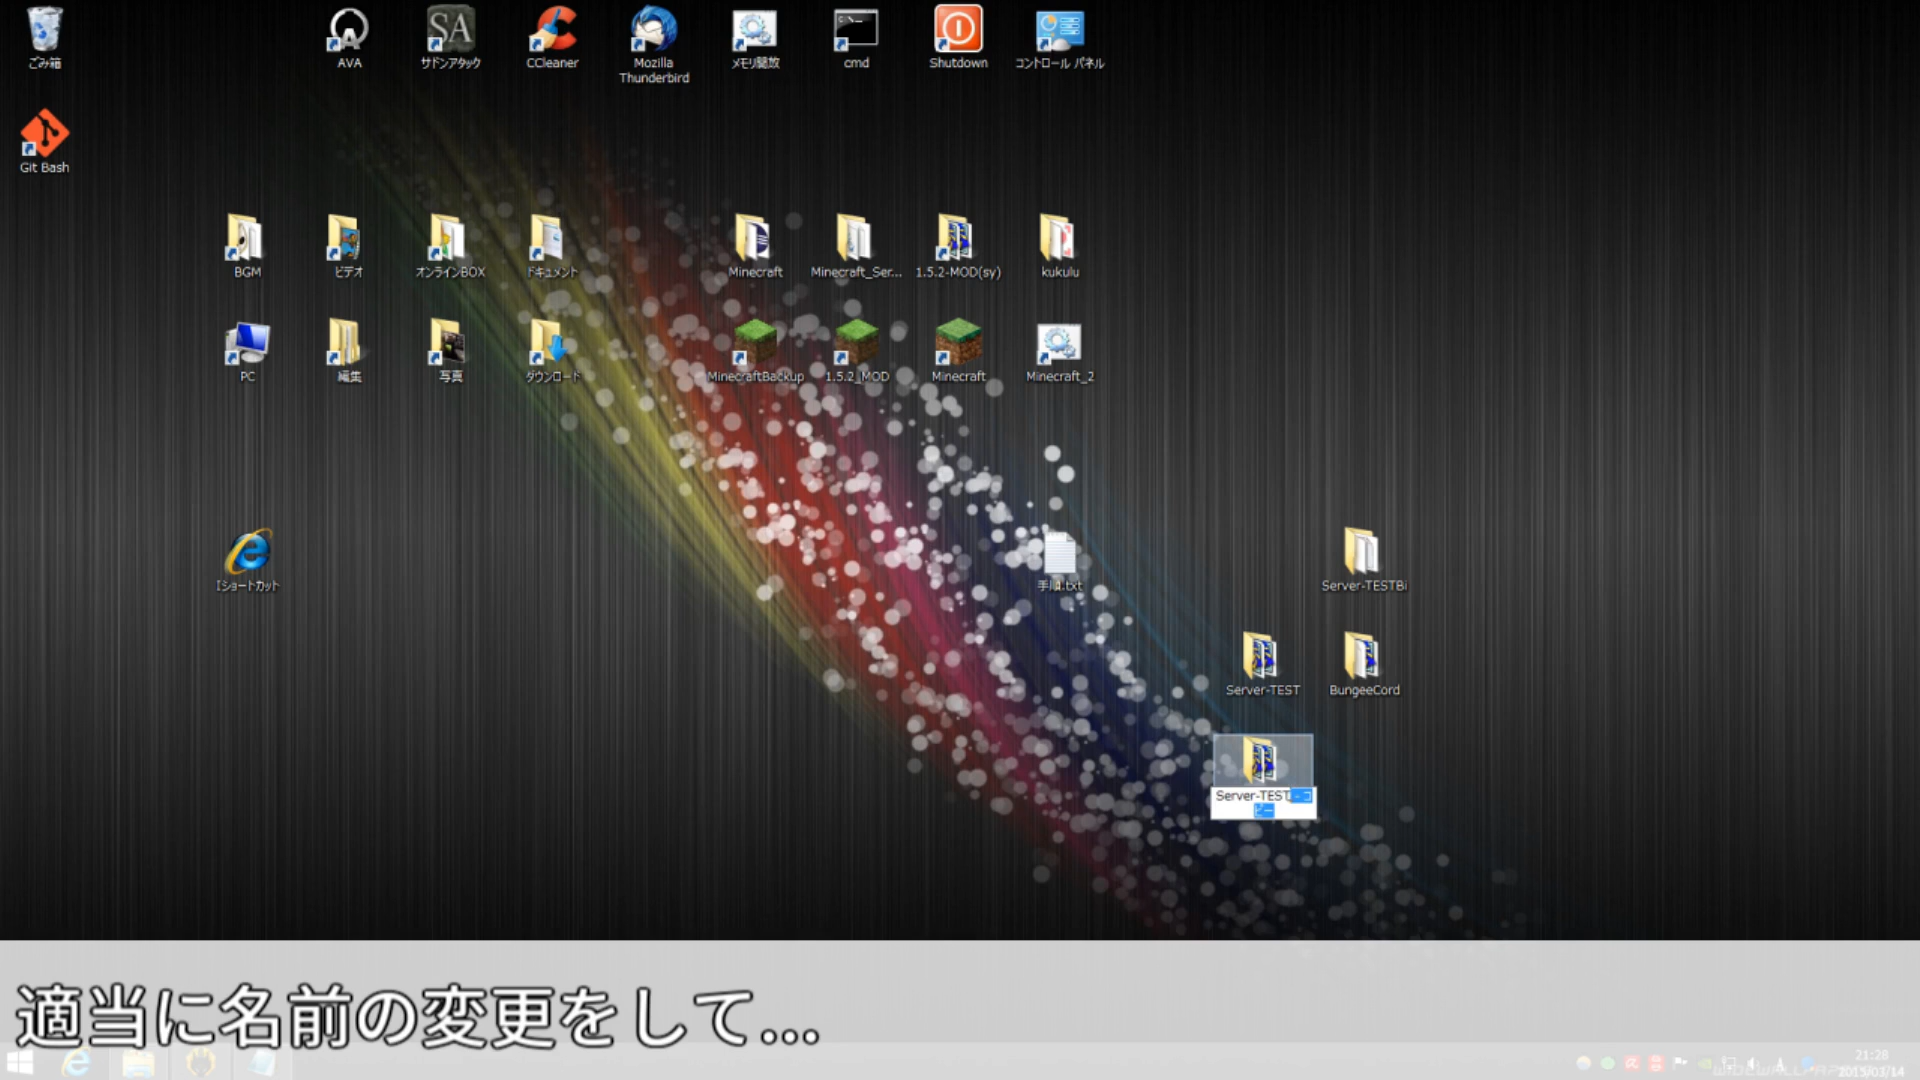 ごみ箱
AVA
サドンアタック
CCleaner
Mozilla
Thunderbird
メモリ開放
cmd
Shutdown
コントロール パネル
Git Bash
BGM
ビデオ
オンラインBOX
ドキュメント
Minecraft
Minecraft_Ser...
1.5.2-MOD(sy)
kukulu
PC
編集
写真
ダウンロード
MinecraftBackup
1.5.2_MOD
Minecraft
Minecraft_2
Iショートカット
手順.txt
Server-TESTBi
Server-TEST
BungeeCord
Server-TEST - コ
ピー
適当に名前の変更をして...
21:28
2015/03/14